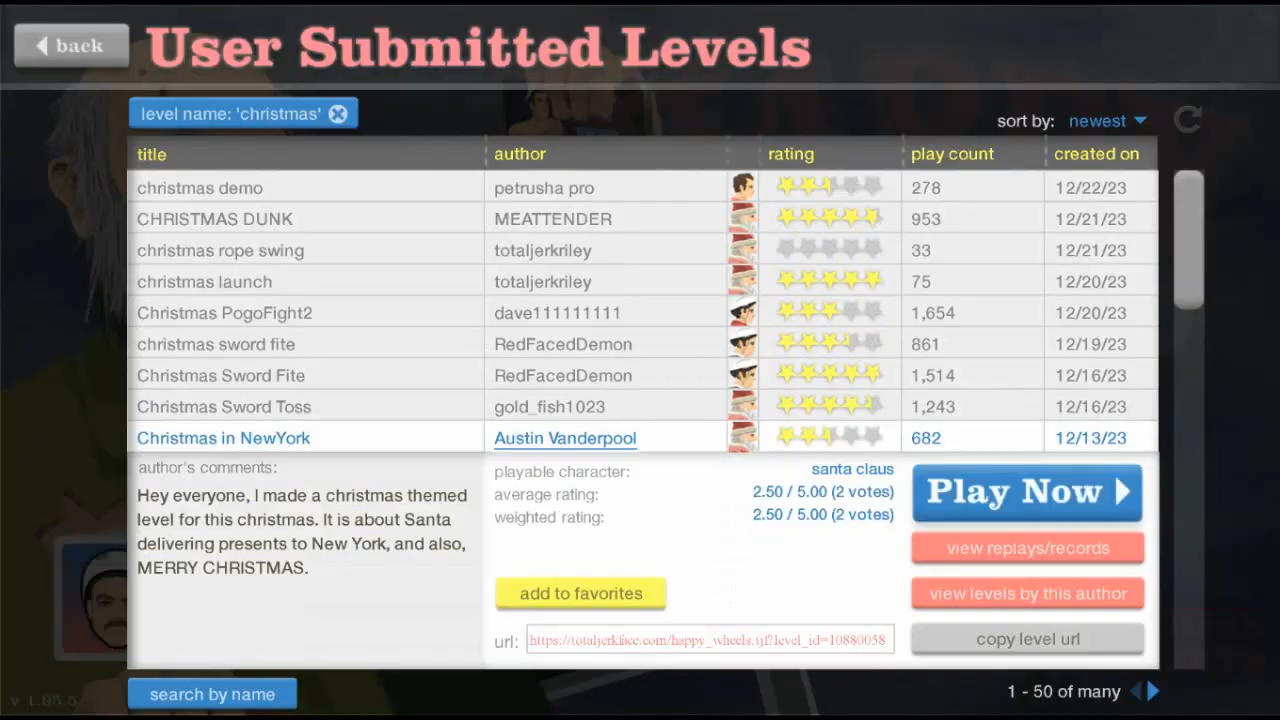 back
User Submitted Levels
level name: 'christmas'
sort by: newest
title author rating play count created on
christmas demo petrusha pro 278 12/22/23
CHRISTMAS DUNK MEATTENDER 953 12/21/23
christmas rope swing totaljerkriley 33 12/21/23
christmas launch totaljerkriley 75 12/20/23
Christmas PogoFight2 dave111111111 1,654 12/20/23
christmas sword fite RedFacedDemon 861 12/19/23
Christmas Sword Fite RedFacedDemon 1,514 12/16/23
Christmas Sword Toss gold_fish1023 1,243 12/16/23
Christmas in NewYork Austin Vanderpool 682 12/13/23
author's comments:
Hey everyone, I made a christmas themed
level for this christmas. It is about Santa
delivering presents to New York, and also,
MERRY CHRISTMAS.
playable character: santa claus
average rating: 2.50 / 5.00 (2 votes)
weighted rating: 2.50 / 5.00 (2 votes)
add to favorites
url: https://totaljerkface.com/happy_wheels.tjf?level_id=10880058
Play Now
view replays/records
view levels by this author
copy level url
v 1.95.5
search by name
1 - 50 of many